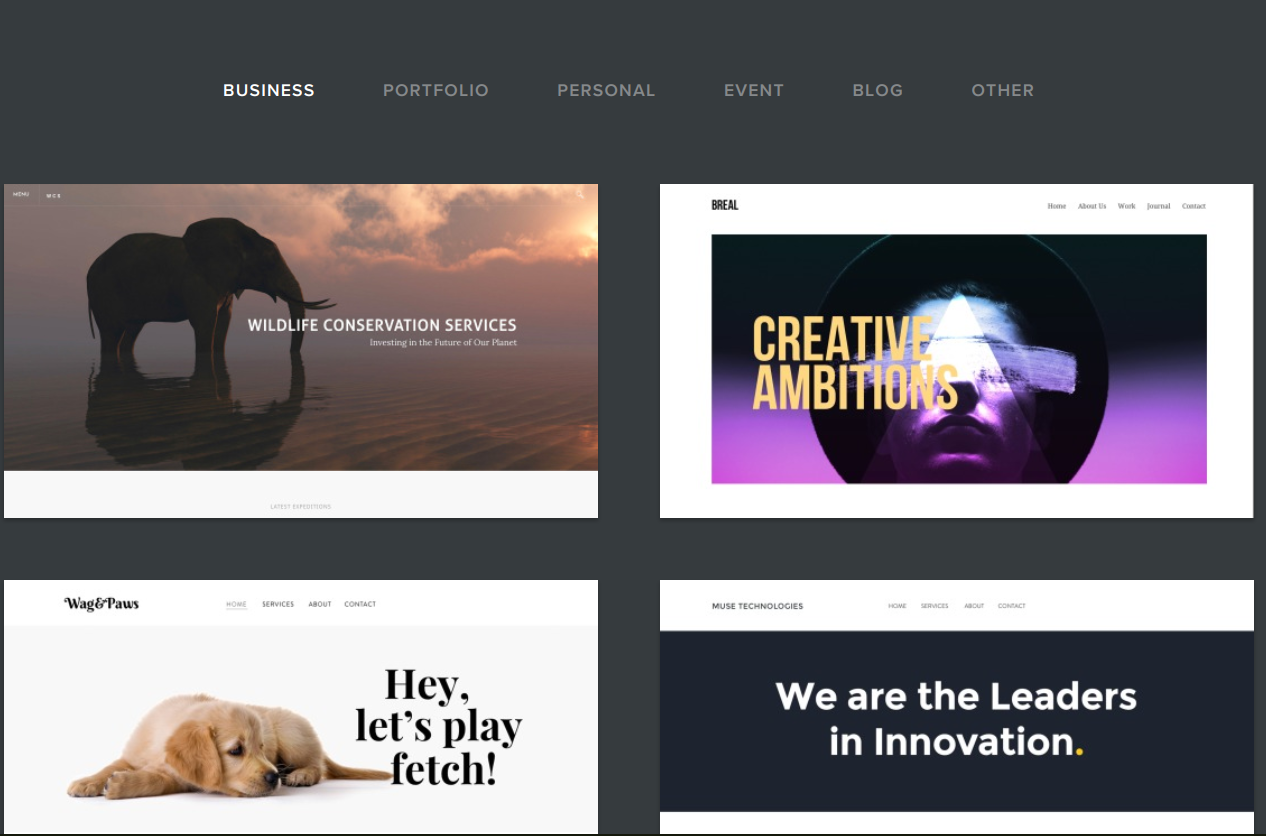 BUSINESS PORTFOLIO PERSONAL EVENT BLOG OTHER
MENU WCS
WILDLIFE CONSERVATION SERVICES
Investing in the Future of Our Planet
LATEST EXPEDITIONS
BREAL Home About Us Work Journal Contact
CREATIVE
AMBITIONS
Wag&Paws HOME SERVICES ABOUT CONTACT
Hey,
let's play
fetch!
MUSE TECHNOLOGIES HOME SERVICES ABOUT CONTACT
We are the Leaders
in Innovation.